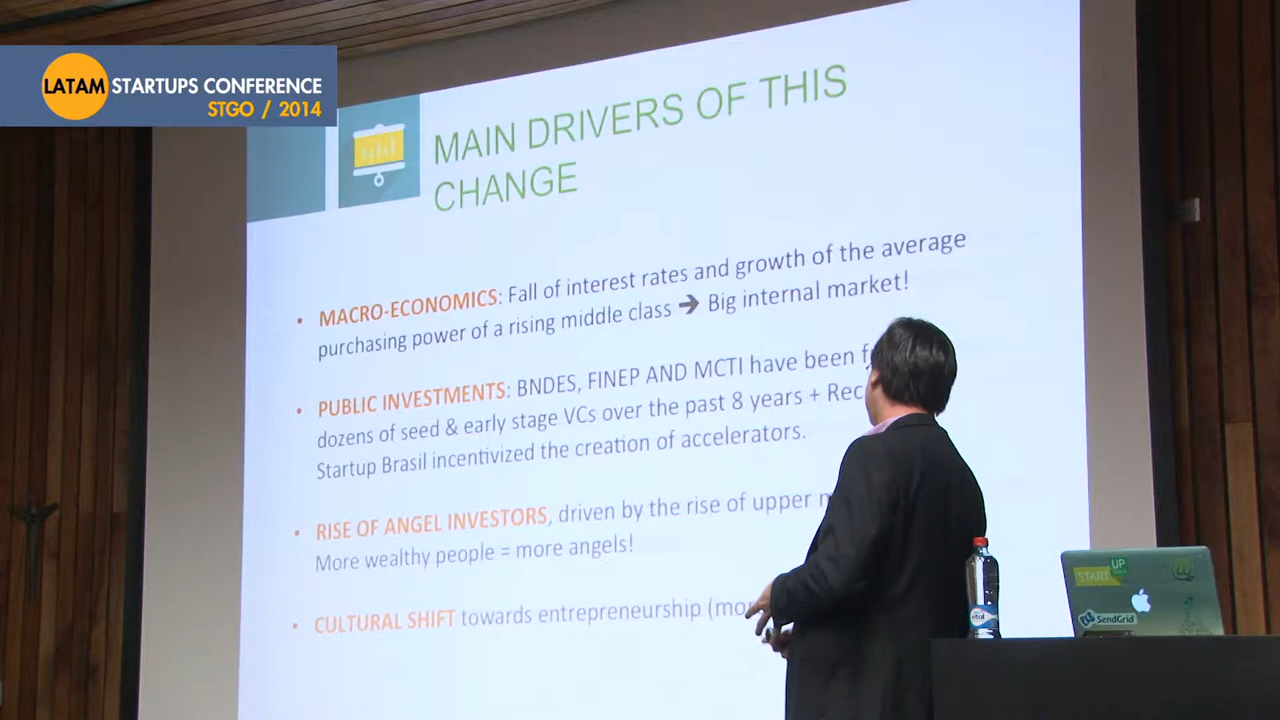 LATAM STARTUPS CONFERENCE
STGO / 2014
MAIN DRIVERS OF THIS
CHANGE
• MACRO-ECONOMICS: Fall of interest rates and growth of the average
purchasing power of a rising middle class ➔ Big internal market!
• PUBLIC INVESTMENTS: BNDES, FINEP AND MCTI have been
dozens of seed & early stage VCs over the past 8 years +
Startup Brasil incentivized the creation of accelerators.
• RISE OF ANGEL INVESTORS, driven by the rise of upper
More wealthy people = more angels!
• CULTURAL SHIFT towards entrepreneurship
START UP
SendGrid
vital